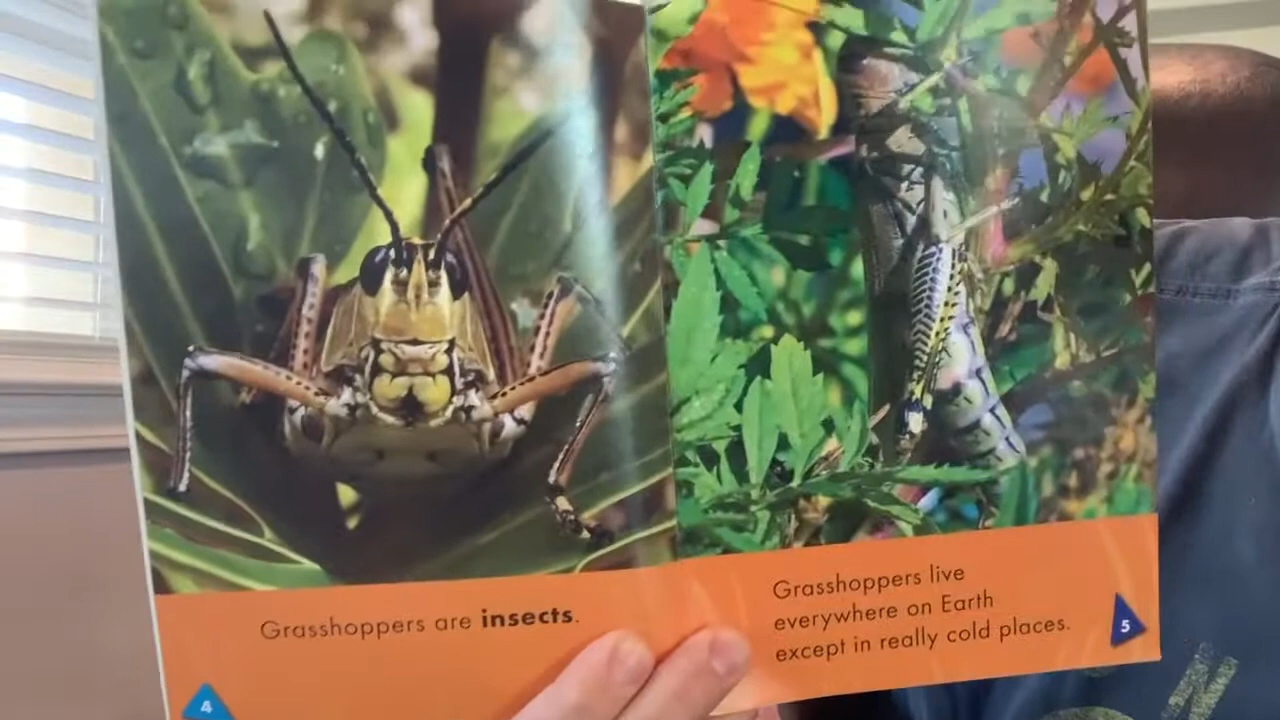 Grasshoppers are insects.
4
Grasshoppers live
everywhere on Earth
except in really cold places.
5